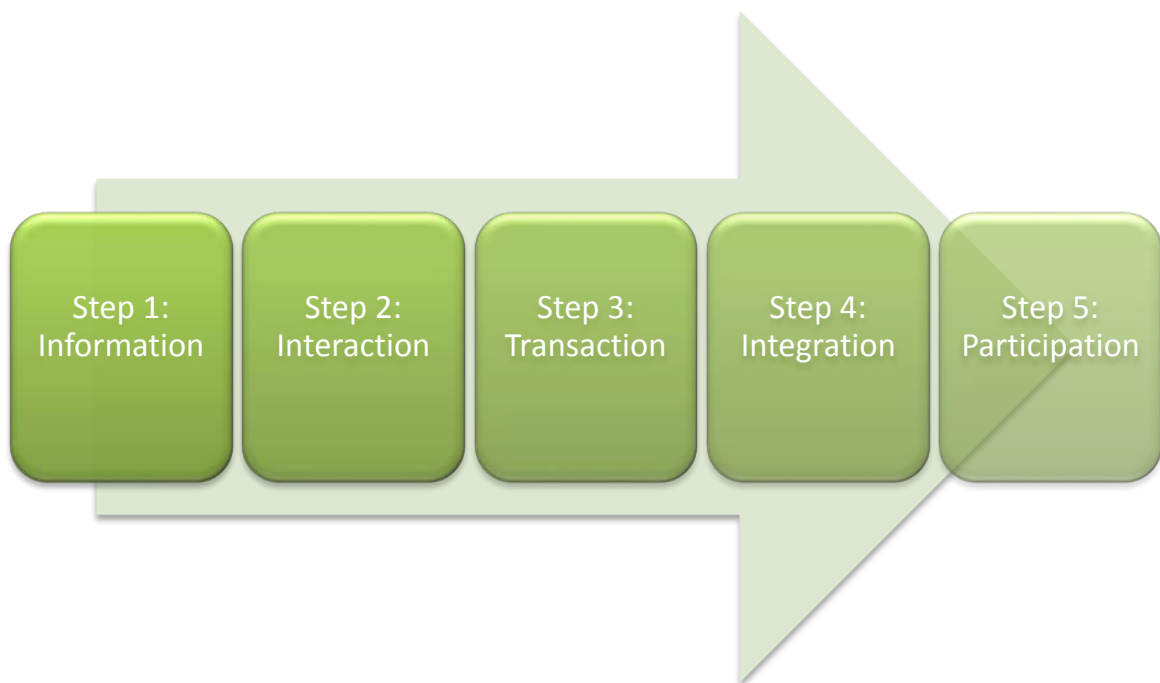 Step 1:
Information
Step 2:
Interaction
Step 3:
Transaction
Step 4:
Integration
Step 5:
Participation